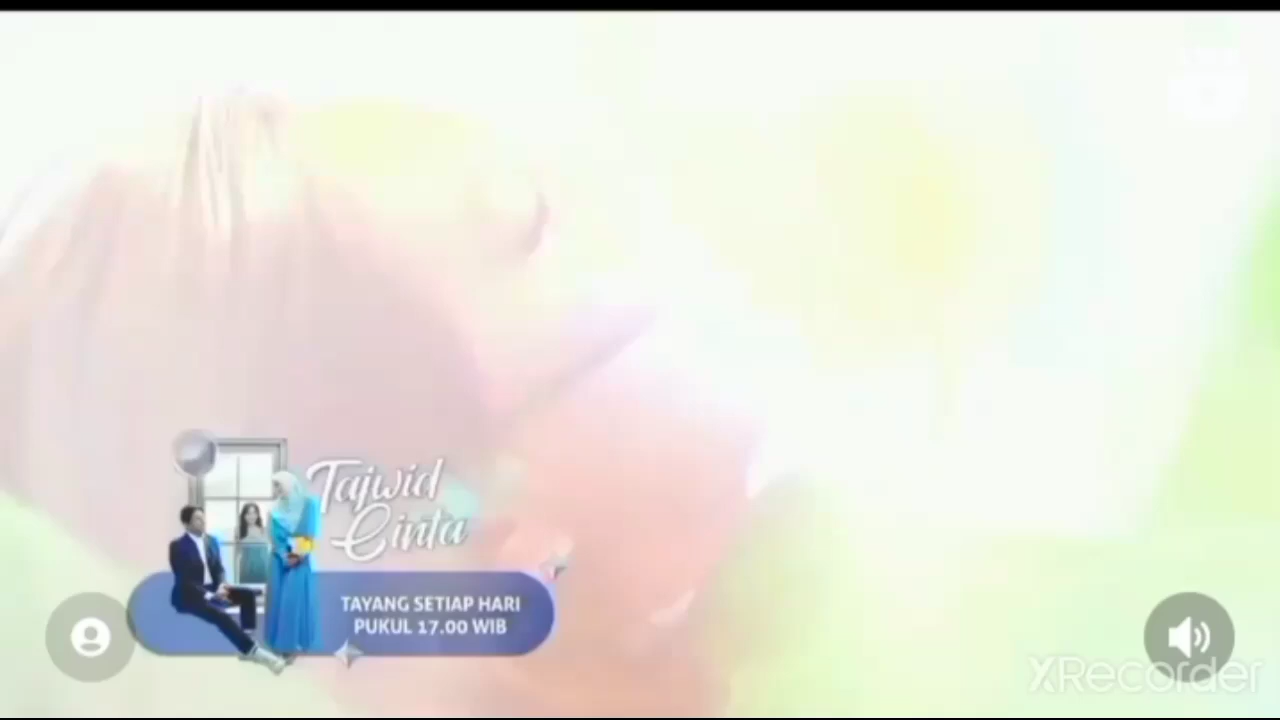 Tajwid
Cinta
TAYANG SETIAP HARI
PUKUL 17.00 WIB
XRecorder